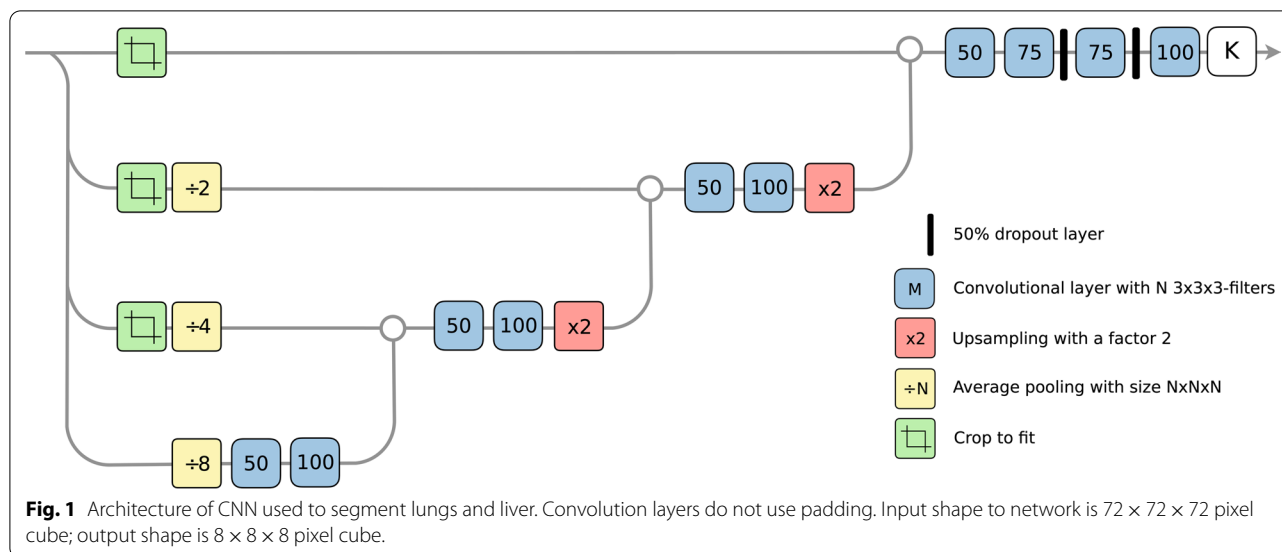 50 75 75 100 K
÷2 50 100 x2
50% dropout layer
M Convolutional layer with N 3x3x3-filters
÷4 50 100 x2
x2 Upsampling with a factor 2
÷N Average pooling with size NxNxN
Crop to fit
÷8 50 100
Fig. 1 Architecture of CNN used to segment lungs and liver. Convolution layers do not use padding. Input shape to network is 72 × 72 × 72 pixel
cube; output shape is 8 × 8 × 8 pixel cube.